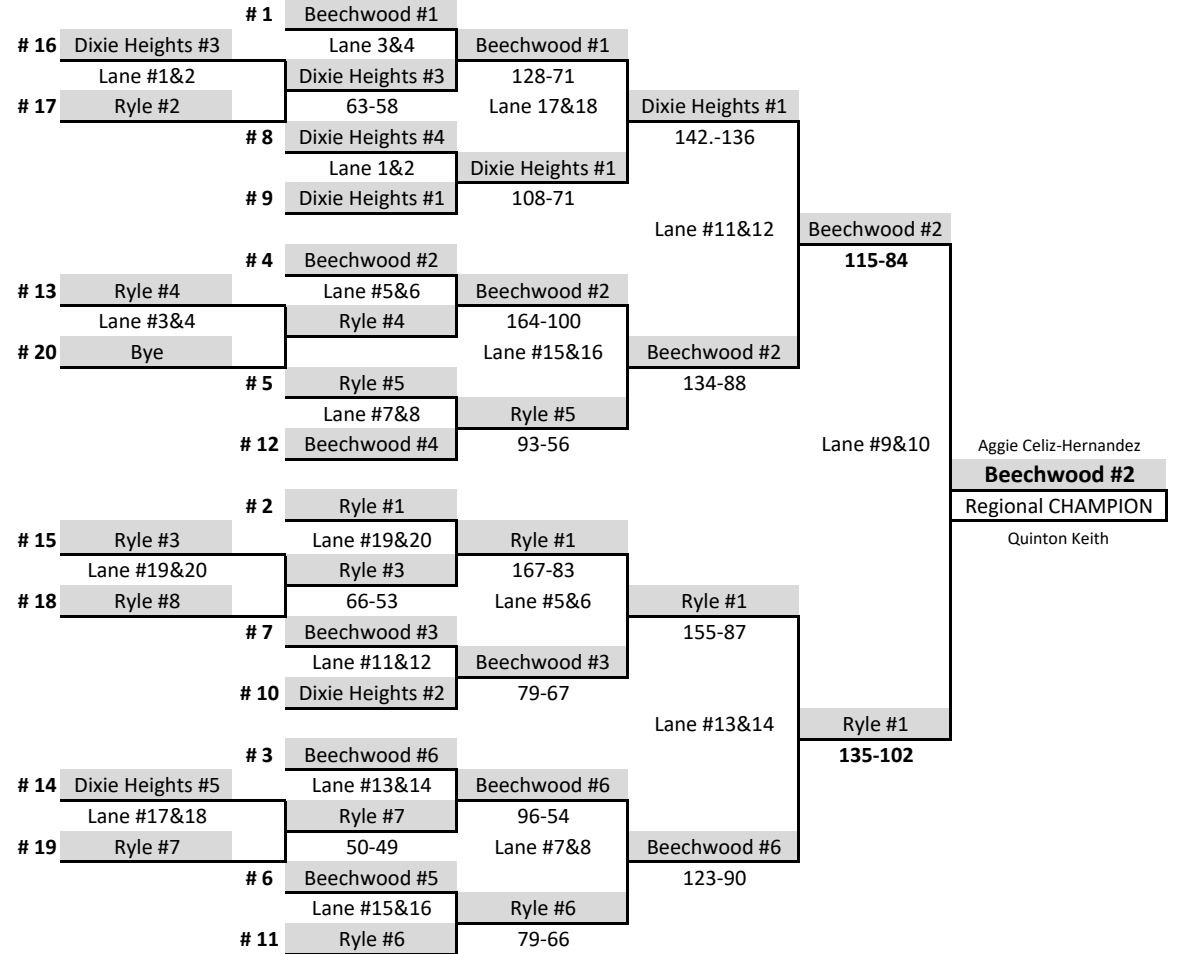 # 1 Beechwood #1
# 16 Dixie Heights #3 Lane 3&4 Beechwood #1
Lane #1&2 Dixie Heights #3 128-71
# 17 Ryle #2 63-58 Lane 17&18 Dixie Heights #1
# 8 Dixie Heights #4 142.-136
Lane 1&2 Dixie Heights #1
# 9 Dixie Heights #1 108-71
Lane #11&12 Beechwood #2
# 4 Beechwood #2 115-84
# 13 Ryle #4 Lane #5&6 Beechwood #2
Lane #3&4 Ryle #4 164-100
# 20 Bye Lane #15&16 Beechwood #2
# 5 Ryle #5 134-88
Lane #7&8 Ryle #5
# 12 Beechwood #4 93-56 Lane #9&10 Aggie Celiz-Hernandez
Beechwood #2
# 2 Ryle #1 Regional CHAMPION
# 15 Ryle #3 Lane #19&20 Ryle #1 Quinton Keith
Lane #19&20 Ryle #3 167-83
# 18 Ryle #8 66-53 Lane #5&6 Ryle #1
# 7 Beechwood #3 155-87
Lane #11&12 Beechwood #3
# 10 Dixie Heights #2 79-67
Lane #13&14 Ryle #1
# 3 Beechwood #6 135-102
# 14 Dixie Heights #5 Lane #13&14 Beechwood #6
Lane #17&18 Ryle #7 96-54
# 19 Ryle #7 50-49 Lane #7&8 Beechwood #6
# 6 Beechwood #5 123-90
Lane #15&16 Ryle #6
# 11 Ryle #6 79-66